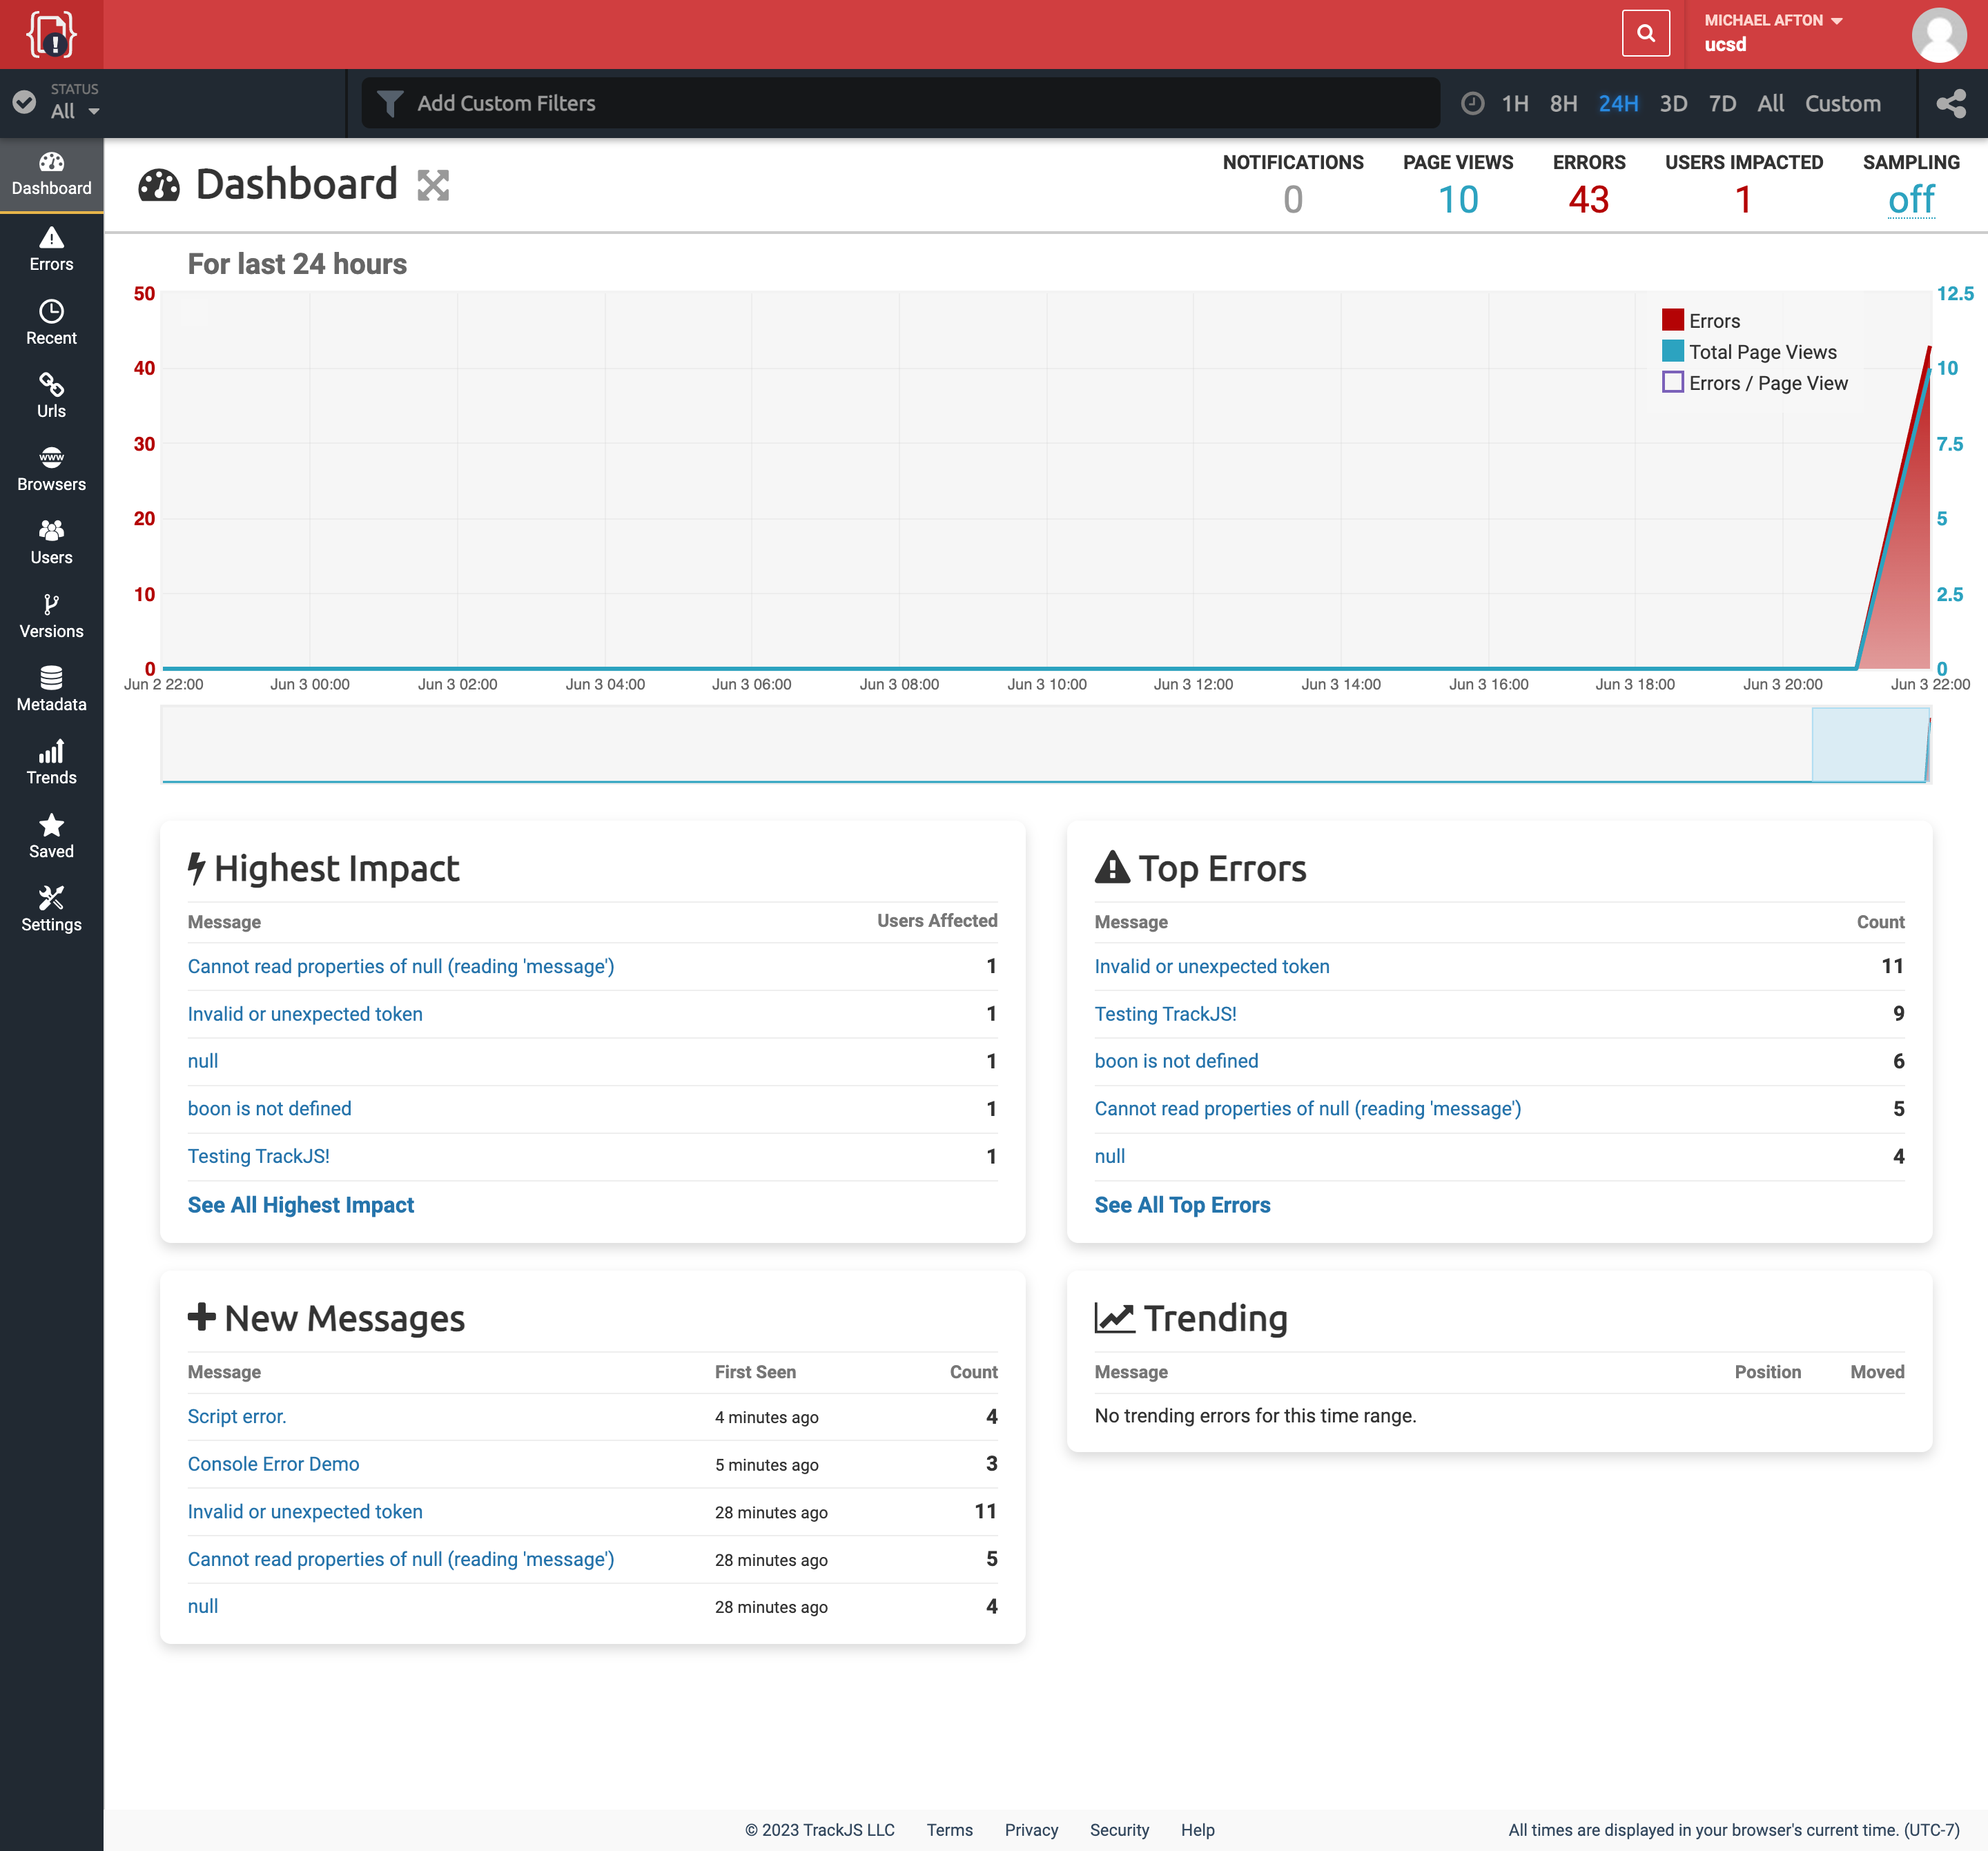 MICHAEL AFTON
ucsd
STATUS
All
Add Custom Filters
1H 8H 24H 3D 7D All Custom
Dashboard
Errors
Recent
Urls
www
Browsers
Users
Versions
Metadata
Trends
Saved
Settings
Dashboard
NOTIFICATIONS PAGE VIEWS ERRORS USERS IMPACTED SAMPLING
0 10 43 1 off
For last 24 hours
50 12.5
40 10
30 7.5
20 5
10 2.5
0 0
Errors
Total Page Views
Errors / Page View
Jun 2 22:00 Jun 3 00:00 Jun 3 02:00 Jun 3 04:00 Jun 3 06:00 Jun 3 08:00 Jun 3 10:00 Jun 3 12:00 Jun 3 14:00 Jun 3 16:00 Jun 3 18:00 Jun 3 20:00 Jun 3 22:00
Highest Impact
Message Users Affected
Cannot read properties of null (reading 'message') 1
Invalid or unexpected token 1
null 1
boon is not defined 1
Testing TrackJS! 1
See All Highest Impact
Top Errors
Message Count
Invalid or unexpected token 11
Testing TrackJS! 9
boon is not defined 6
Cannot read properties of null (reading 'message') 5
null 4
See All Top Errors
New Messages
Message First Seen Count
Script error. 4 minutes ago 4
Console Error Demo 5 minutes ago 3
Invalid or unexpected token 28 minutes ago 11
Cannot read properties of null (reading 'message') 28 minutes ago 5
null 28 minutes ago 4
Trending
Message Position Moved
No trending errors for this time range.
© 2023 TrackJS LLC Terms Privacy Security Help
All times are displayed in your browser's current time. (UTC-7)